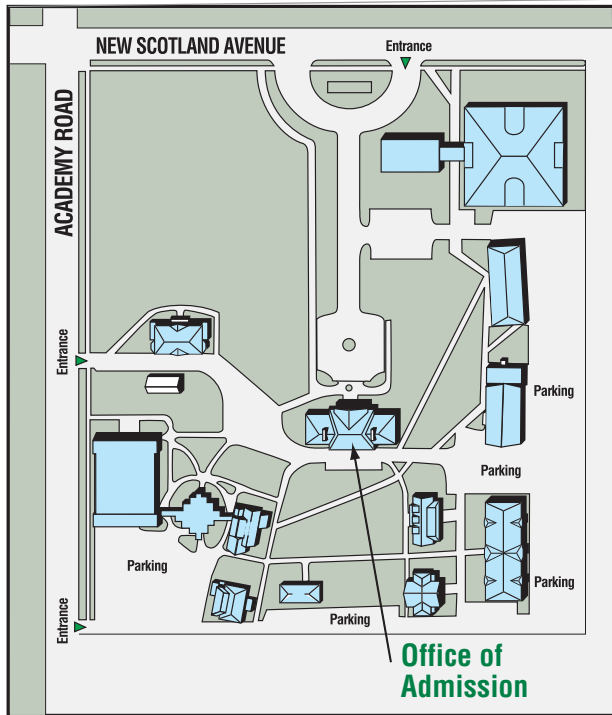 NEW SCOTLAND AVENUE
Entrance
ACADEMY ROAD
Entrance
Parking
Parking
Parking
Parking
Parking
Entrance
Office of
Admission